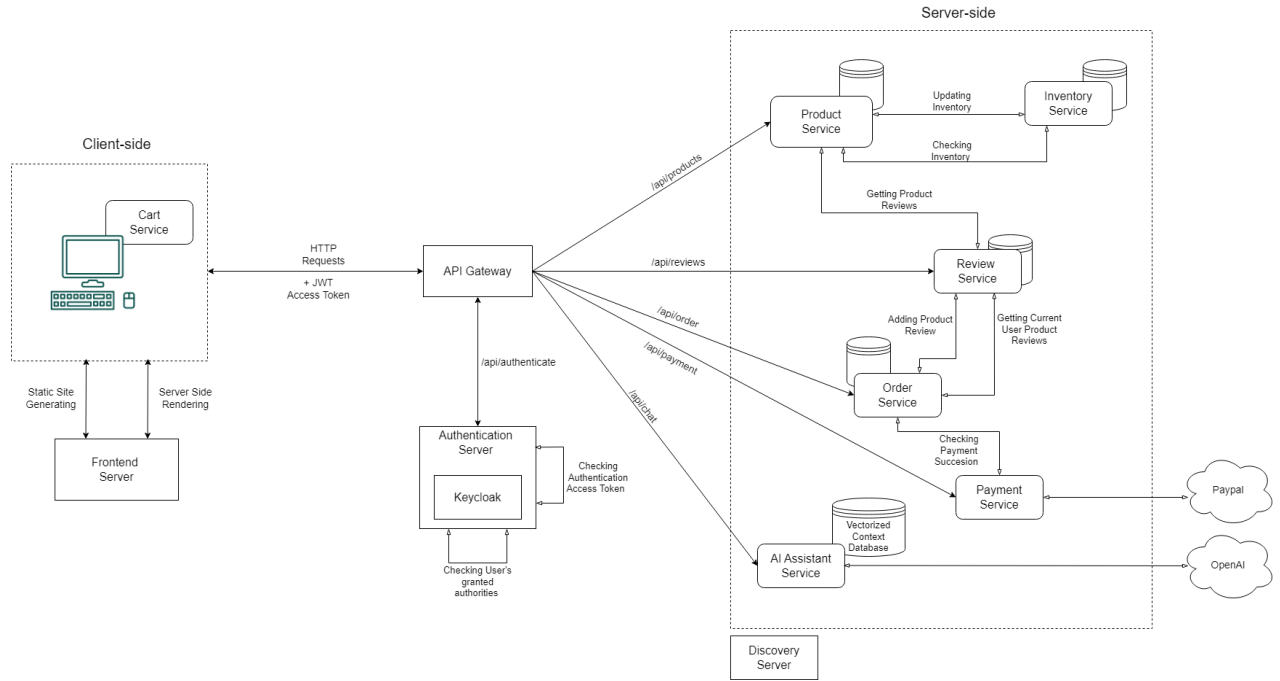 Server-side
Client-side
Cart
Service
HTTP
Requests
+ JWT
Access Token
API Gateway
/api/products
/api/reviews
/api/order
/api/payment
/api/chat
/api/authenticate
Static Site
Generating
Server Side
Rendering
Frontend
Server
Authentication
Server
Keycloak
Checking
Authentication
Access Token
Checking User's
granted
authorities
Product
Service
Updating
Inventory
Checking
Inventory
Inventory
Service
Getting Product
Reviews
Review
Service
Adding Product
Review
Getting Current
User Product
Reviews
Order
Service
Checking
Payment
Succesion
Payment
Service
Paypal
Vectorized
Context
Database
AI Assistant
Service
OpenAI
Discovery
Server